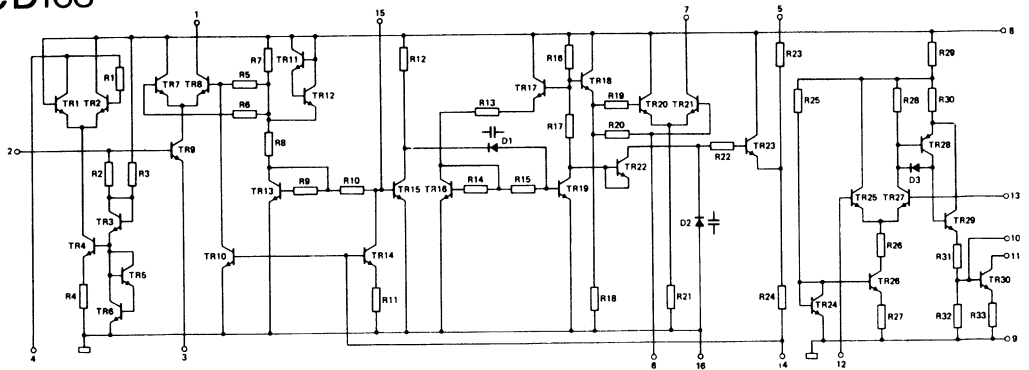 CD160
1
15
7
5
8
TR7
TR8
R5
R6
R7
TR11
TR12
R12
R13
TR17
R16
TR18
R19
TR20
TR21
R23
R29
R1
TR1
TR2
R25
R28
R30
2
TR9
R8
D1
R17
R20
TR22
R22
TR23
TR28
D3
R2
R3
TR13
R9
R10
TR15
TR16
R14
R15
TR19
TR25
TR27
13
TR3
TR4
D2
TR29
R26
10
TR5
TR10
TR14
R31
11
R4
TR6
R11
R18
R21
R24
TR24
TR26
R27
R32
TR30
R33
4
3
6
16
14
12
9